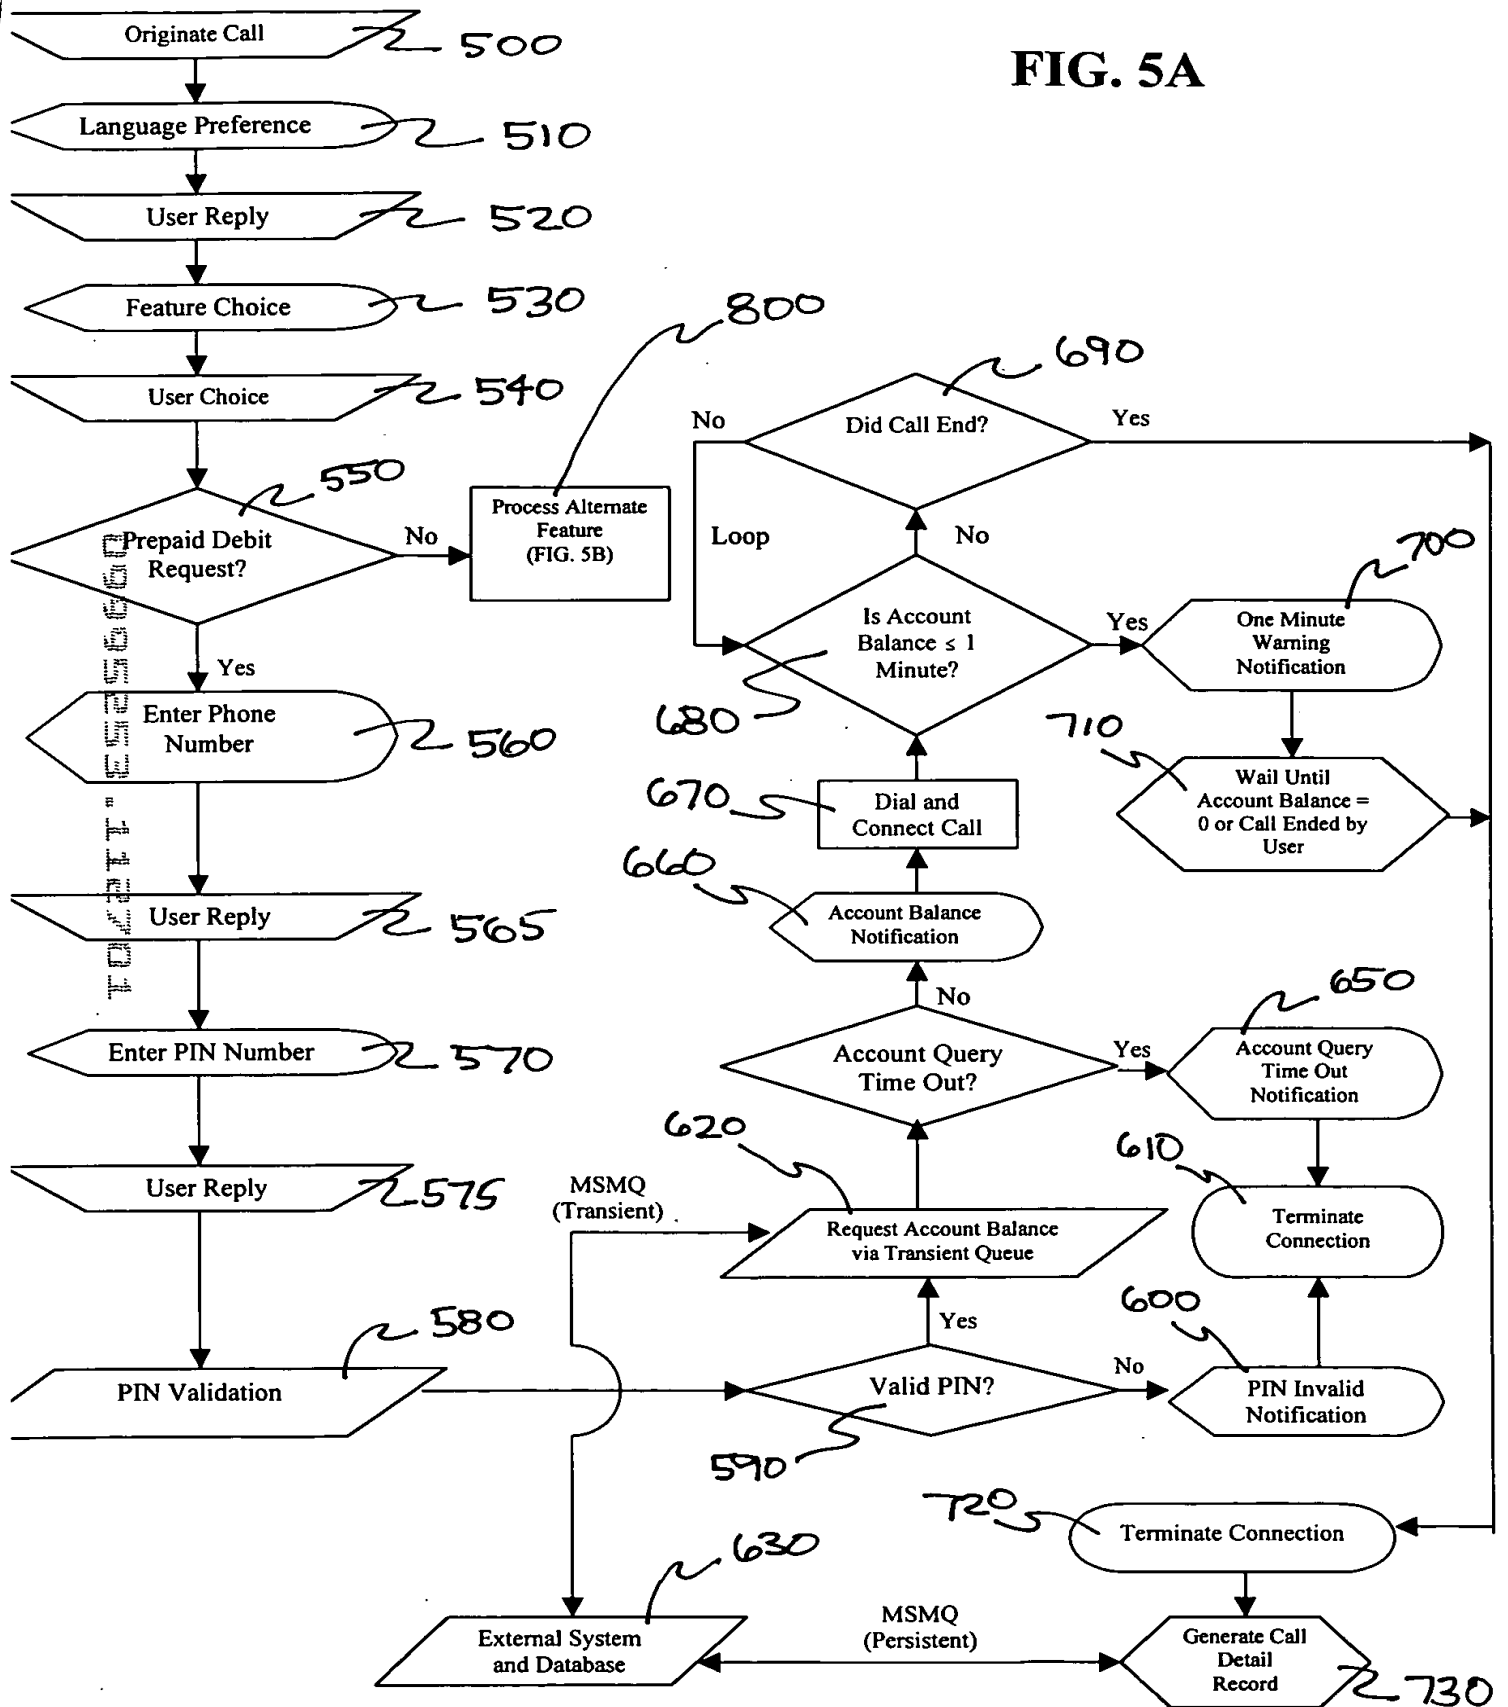 FIG. 5A
Originate Call
500
Language Preference
510
User Reply
520
Feature Choice
530
User Choice
540
550
Prepaid Debit
Request?
No
Yes
800
Process Alternate
Feature
(FIG. 5B)
Enter Phone
Number
560
User Reply
565
Enter PIN Number
570
User Reply
575
PIN Validation
580
690
Did Call End?
No
Yes
Loop
No
Is Account
Balance ≤ 1
Minute?
680
Yes
700
One Minute
Warning
Notification
710
Wail Until
Account Balance =
0 or Call Ended by
User
670
Dial and
Connect Call
660
Account Balance
Notification
No
Account Query
Time Out?
Yes
650
Account Query
Time Out
Notification
620
Request Account Balance
via Transient Queue
MSMQ
(Transient)
610
Terminate
Connection
Yes
Valid PIN?
590
No
600
PIN Invalid
Notification
720
Terminate Connection
630
External System
and Database
MSMQ
(Persistent)
Generate Call
Detail
Record
730